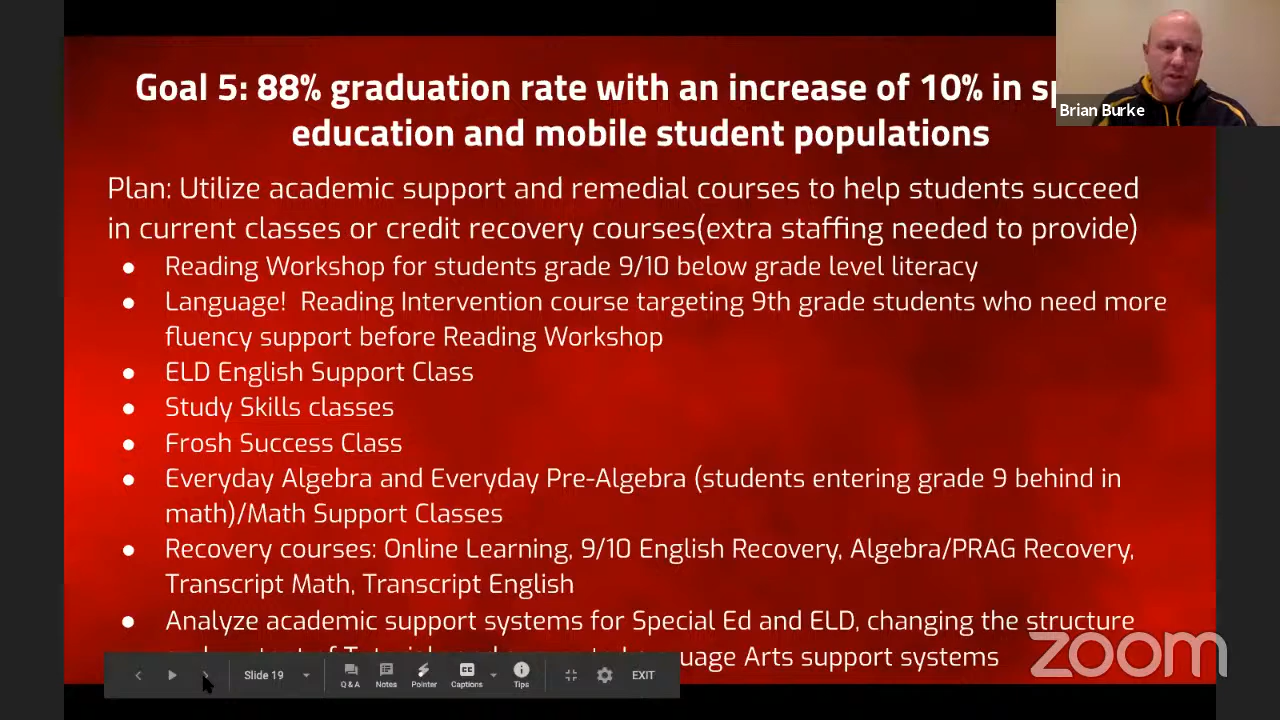 Goal 5: 88% graduation rate with an increase of 10% in
education and mobile student populations
Brian Burke
Plan: Utilize academic support and remedial courses to help students succeed
in current classes or credit recovery courses(extra staffing needed to provide)
● Reading Workshop for students grade 9/10 below grade level literacy
● Language!  Reading Intervention course targeting 9th grade students who need more
fluency support before Reading Workshop
● ELD English Support Class
● Study Skills classes
● Frosh Success Class
● Everyday Algebra and Everyday Pre-Algebra (students entering grade 9 behind in
math)/Math Support Classes
● Recovery courses: Online Learning, 9/10 English Recovery, Algebra/PRAG Recovery,
Transcript Math, Transcript English
● Analyze academic support systems for Special Ed and ELD, changing the structure
Arts support systems
zoom
Slide 19
Q & A
Notes
Pointer
CC
Captions
Tips
EXIT